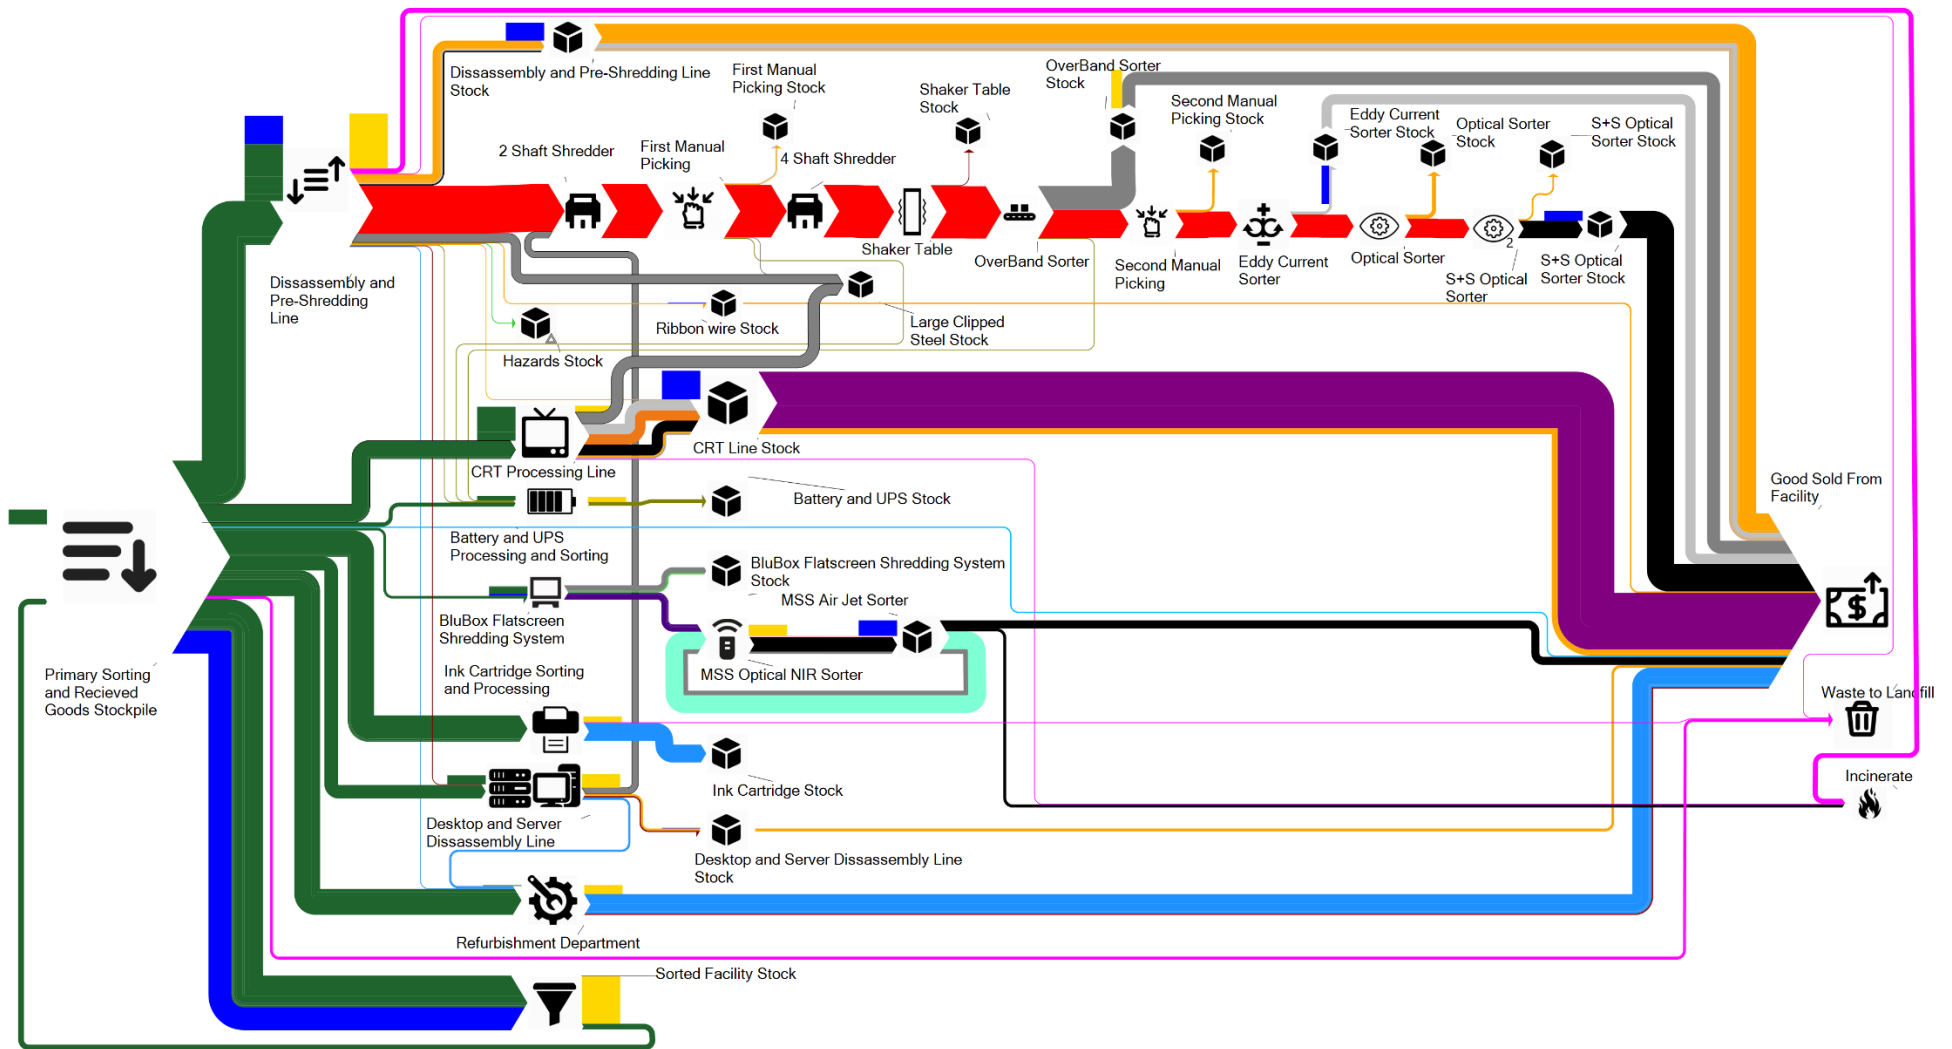 Dissassembly and Pre-Shredding Line
Stock
First Manual
Picking Stock
Shaker Table
Stock
OverBand Sorter
Stock
Second Manual
Picking Stock
Eddy Current
Sorter Stock
Optical Sorter
Stock
S+S Optical
Sorter Stock
2 Shaft Shredder
First Manual
Picking
4 Shaft Shredder
Shaker Table
OverBand Sorter
Second Manual
Picking
Eddy Current
Sorter
Optical Sorter
2
S+S Optical
Sorter
S+S Optical
Sorter Stock
Dissassembly and
Pre-Shredding
Line
Ribbon wire Stock
Large Clipped
Steel Stock
Hazards Stock
CRT Line Stock
CRT Processing Line
Good Sold From
Facility
$
Battery and UPS Stock
Battery and UPS
Processing and Sorting
BluBox Flatscreen Shredding System
Stock
MSS Air Jet Sorter
BluBox Flatscreen
Shredding System
MSS Optical NIR Sorter
Primary Sorting
and Recieved
Goods Stockpile
Ink Cartridge Sorting
and Processing
Waste to Landfill
Ink Cartridge Stock
Incinerate
Desktop and Server
Dissassembly Line
Desktop and Server Dissassembly Line
Stock
Refurbishment Department
Sorted Facility Stock